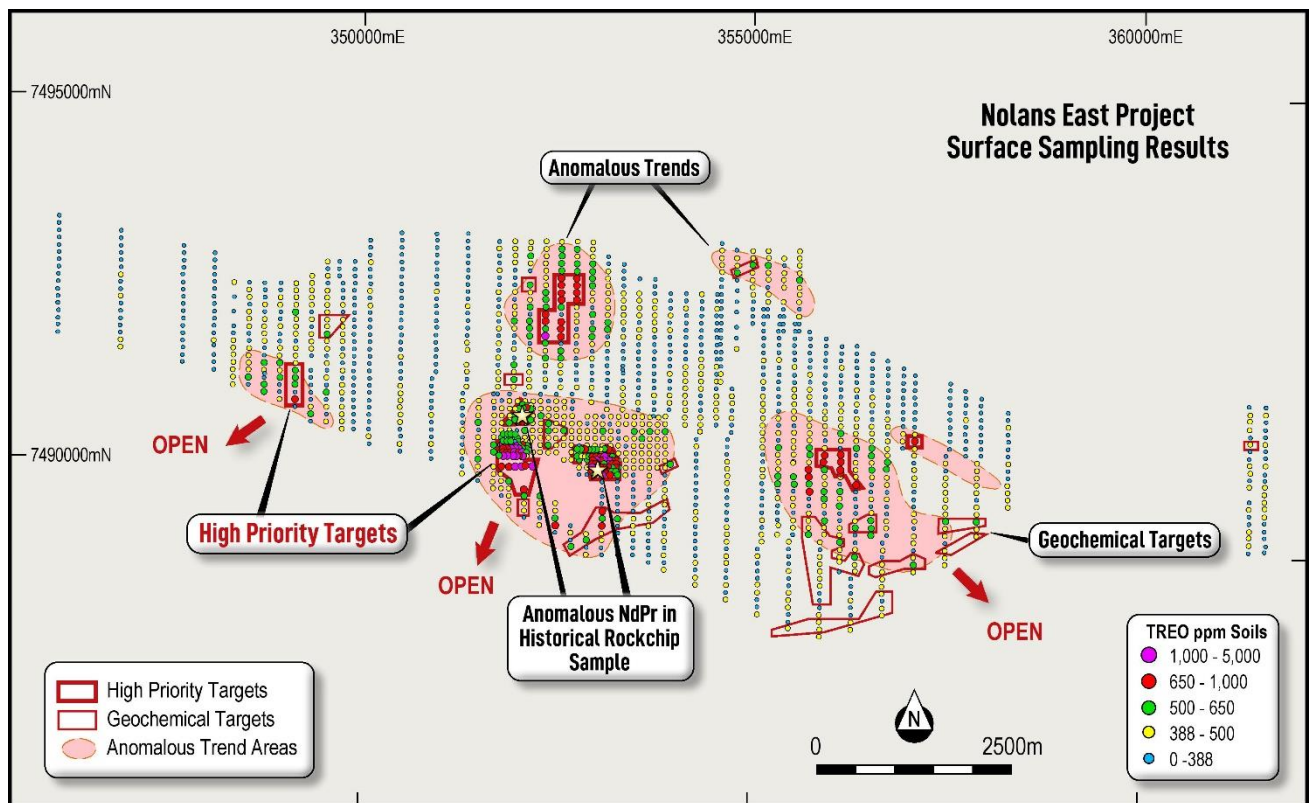 350000mE
355000mE
360000mE
7495000mN
Nolans East Project
Surface Sampling Results
Anomalous Trends
OPEN
7490000mN
High Priority Targets
OPEN
Anomalous NdPr in
Historical Rockchip
Sample
Geochemical Targets
OPEN
High Priority Targets
Geochemical Targets
Anomalous Trend Areas
N
0
2500m
TREO ppm Soils
1,000 - 5,000
650 - 1,000
500 - 650
388 - 500
0 -388